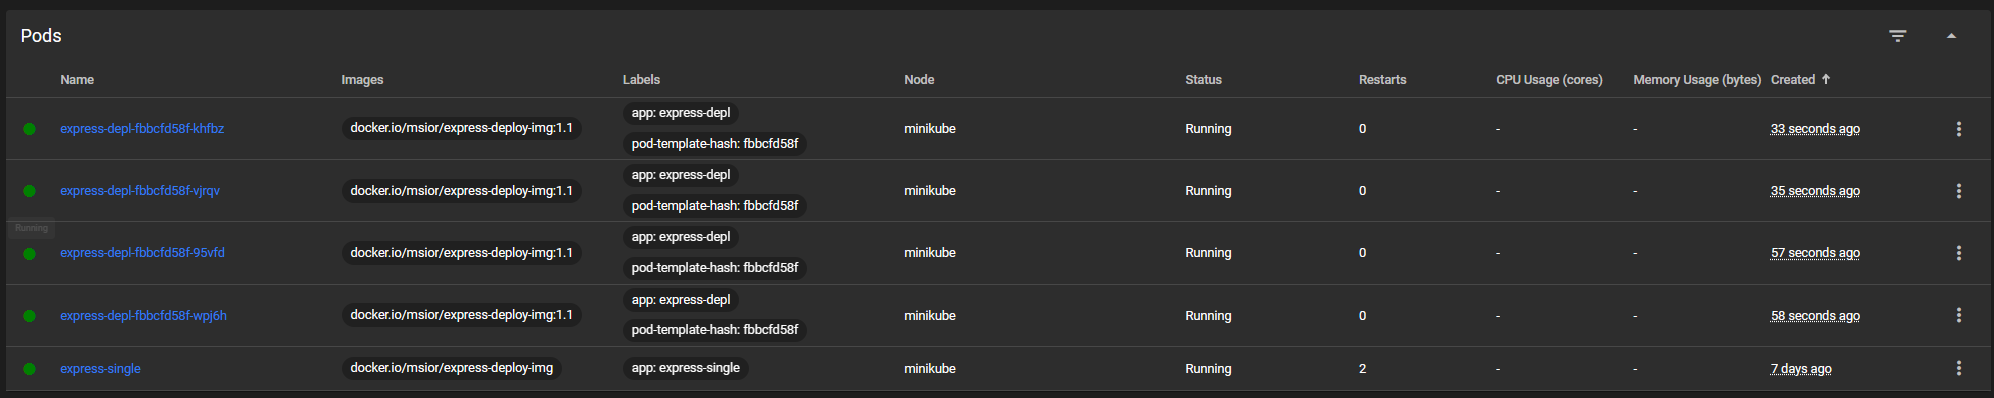 Pods
Name Images Labels Node Status Restarts CPU Usage (cores) Memory Usage (bytes) Created
express-depl-fbbcfd58f-khfbz docker.io/msior/express-deploy-img:1.1 app: express-depl pod-template-hash: fbbcfd58f minikube Running 0 - - 33 seconds ago
express-depl-fbbcfd58f-vjrqv docker.io/msior/express-deploy-img:1.1 app: express-depl pod-template-hash: fbbcfd58f minikube Running 0 - - 35 seconds ago
Running
express-depl-fbbcfd58f-95vfd docker.io/msior/express-deploy-img:1.1 app: express-depl pod-template-hash: fbbcfd58f minikube Running 0 - - 57 seconds ago
express-depl-fbbcfd58f-wpj6h docker.io/msior/express-deploy-img:1.1 app: express-depl pod-template-hash: fbbcfd58f minikube Running 0 - - 58 seconds ago
express-single docker.io/msior/express-deploy-img app: express-single minikube Running 2 - - 7 days ago